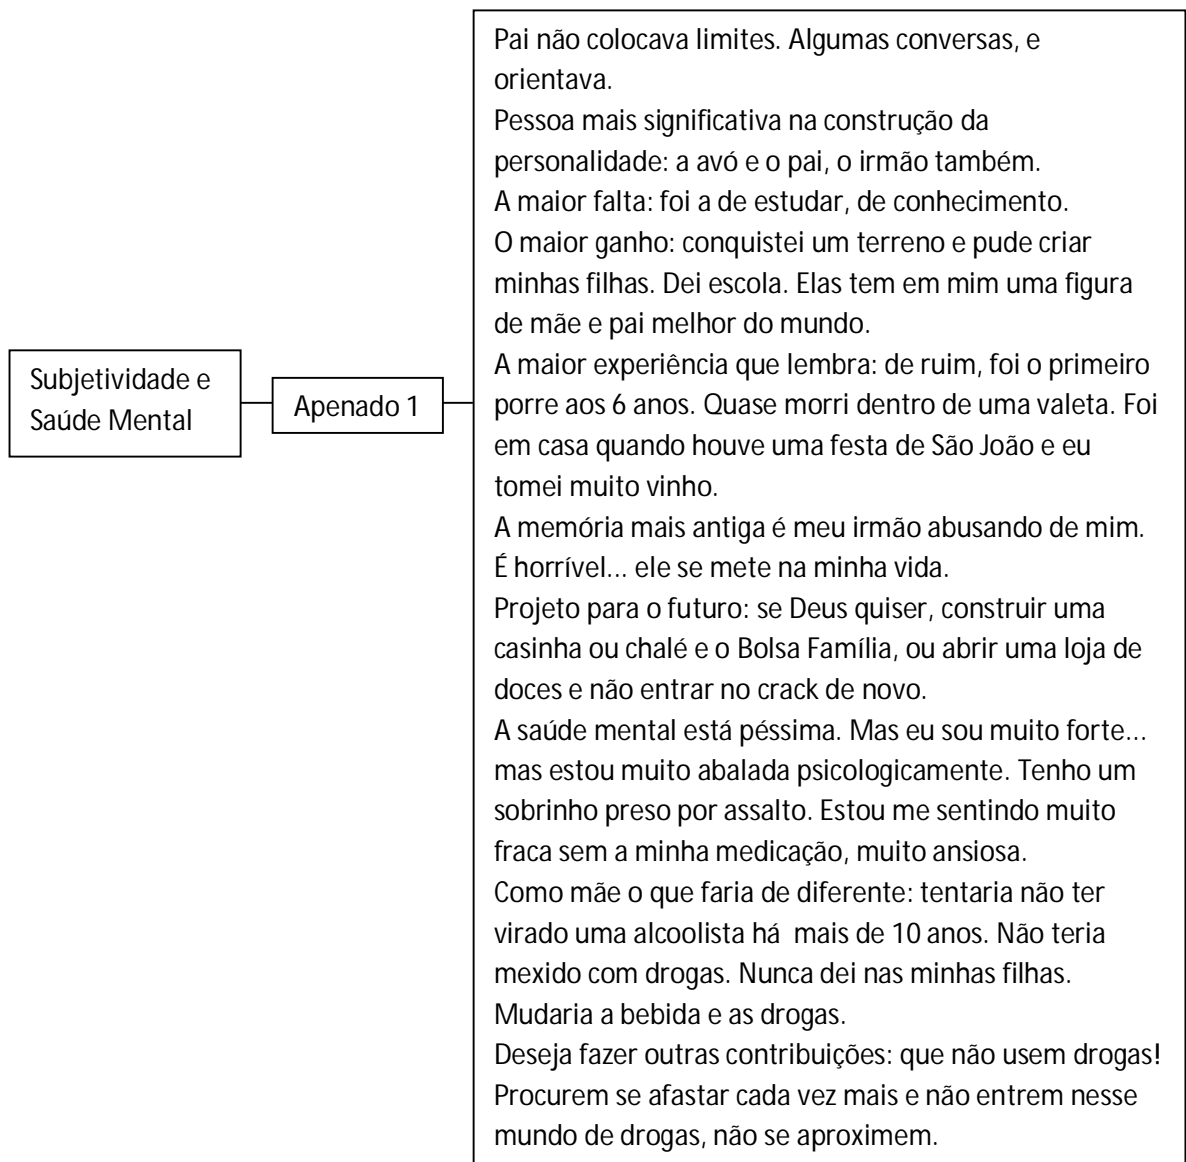 Subjetividade e
Saúde Mental
Apenado 1
Pai não colocava limites. Algumas conversas, e
orientava.
Pessoa mais significativa na construção da
personalidade: a avó e o pai, o irmão também.
A maior falta: foi a de estudar, de conhecimento.
O maior ganho: conquistei um terreno e pude criar
minhas filhas. Dei escola. Elas tem em mim uma figura
de mãe e pai melhor do mundo.
A maior experiência que lembra: de ruim, foi o primeiro
porre aos 6 anos. Quase morri dentro de uma valeta. Foi
em casa quando houve uma festa de São João e eu
tomei muito vinho.
A memória mais antiga é meu irmão abusando de mim.
É horrível... ele se mete na minha vida.
Projeto para o futuro: se Deus quiser, construir uma
casinha ou chalé e o Bolsa Família, ou abrir uma loja de
doces e não entrar no crack de novo.
A saúde mental está péssima. Mas eu sou muito forte...
mas estou muito abalada psicologicamente. Tenho um
sobrinho preso por assalto. Estou me sentindo muito
fraca sem a minha medicação, muito ansiosa.
Como mãe o que faria de diferente: tentaria não ter
virado uma alcoolista há mais de 10 anos. Não teria
mexido com drogas. Nunca dei nas minhas filhas.
Mudaria a bebida e as drogas.
Deseja fazer outras contribuições: que não usem drogas!
Procurem se afastar cada vez mais e não entrem nesse
mundo de drogas, não se aproximem.